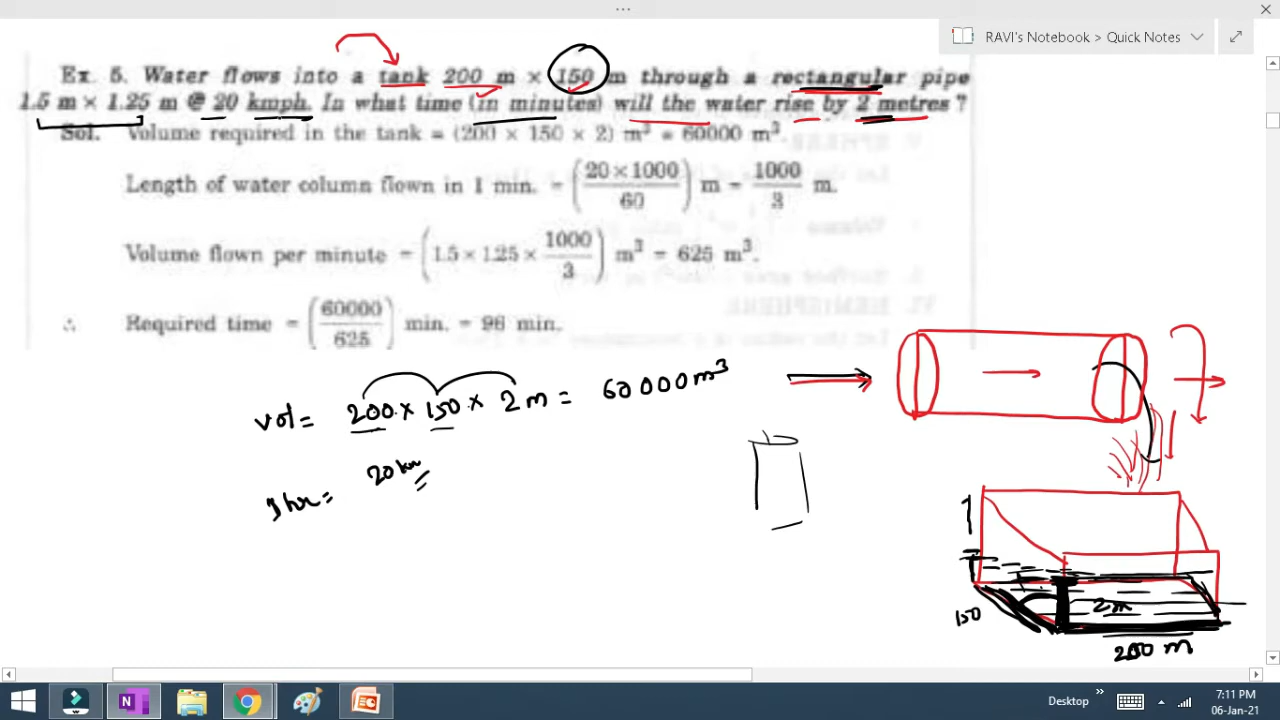 RAVI's Notebook > Quick Notes
Ex. 5. Water flows into a tank 200 m × 150 m through a rectangular pipe
1.5 m × 1.25 m @ 20 kmph. In what time (in minutes) will the water rise by 2 metres ?
Sol. Volume required in the tank = (200 × 150 × 2) m³ = 60000 m³.
Length of water column flown in 1 min. = (20×1000 / 60) m = 1000 / 3 m.
Volume flown per minute = (1.5 × 1.25 × 1000 / 3) m³ = 625 m³.
∴ Required time = (60000 / 625) min. = 96 min.
vol = 200 × 150 × 2m = 60000m³
20km
1hr =
2m
150
200 m
Desktop
7:11 PM
06-Jan-21